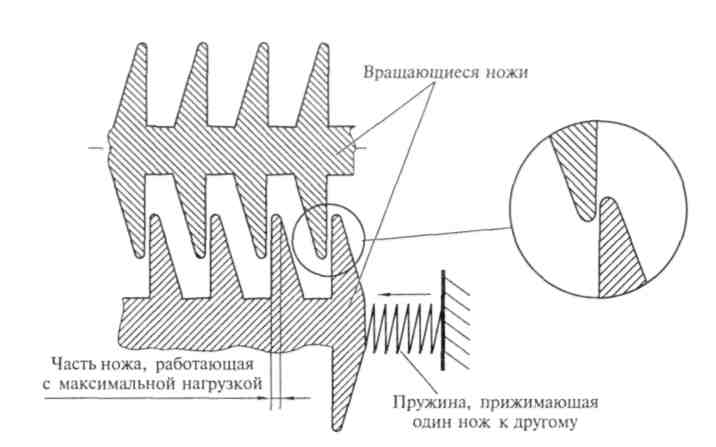 Вращающиеся ножи
Часть ножа, работающая
с максимальной нагрузкой
Пружина, прижимающая
один нож к другому